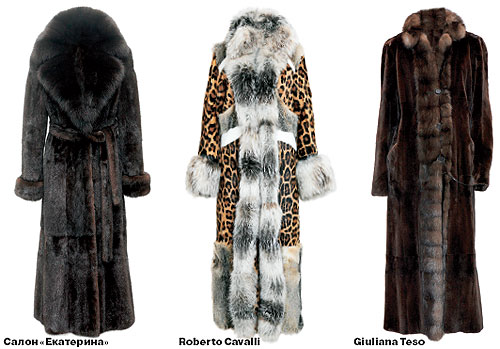 Салон «Екатерина»
Roberto Cavalli
Giuliana Teso